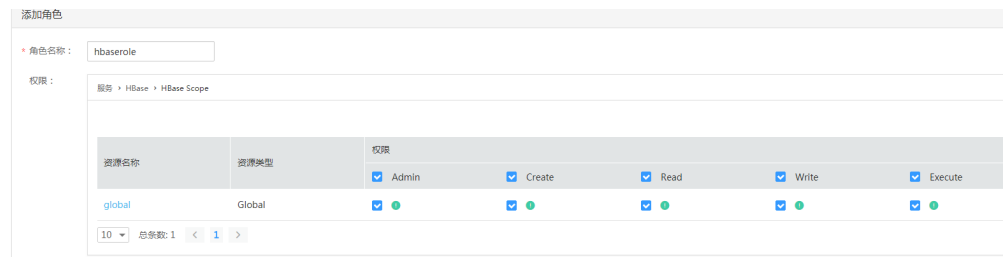 添加角色
* 角色名称： hbaserole
权限： 服务 > HBase > HBase Scope
资源名称 资源类型 权限
Admin Create Read Write Execute
global Global
10 总条数: 1 < 1 >